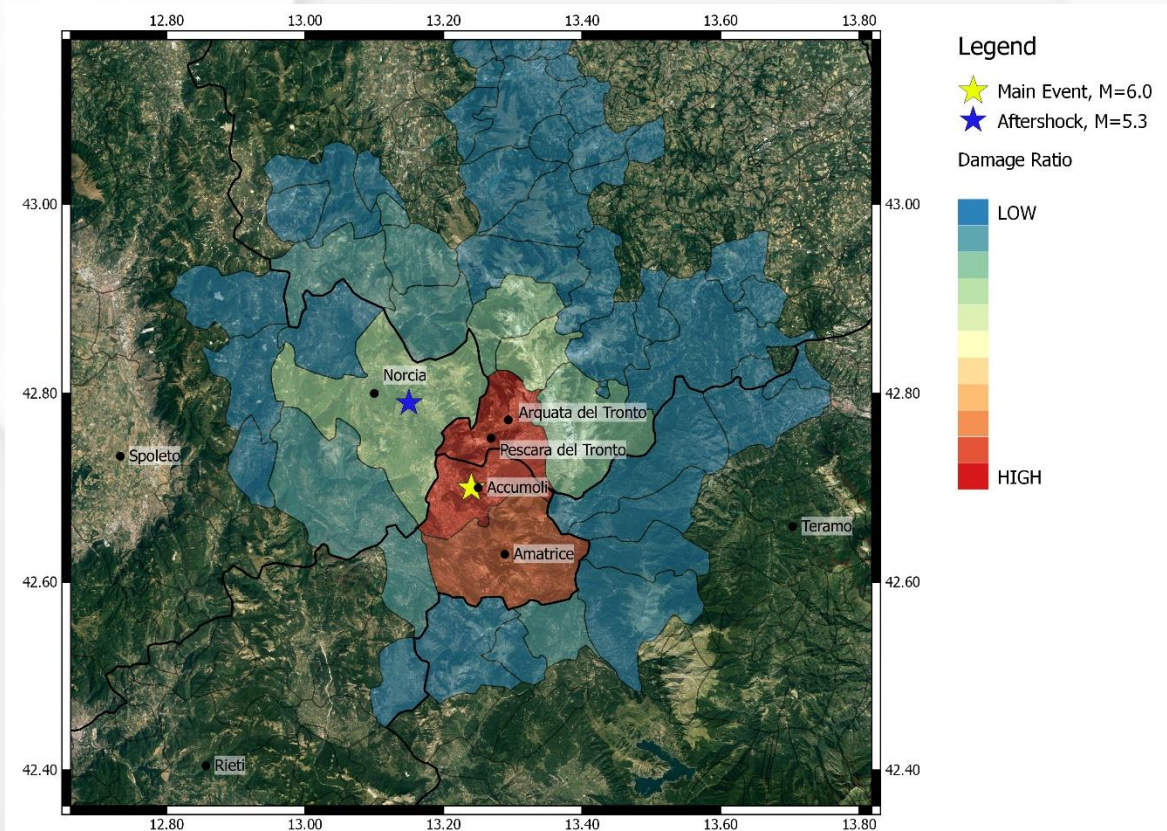 12.80 13.00 13.20 13.40 13.60 13.80
Legend
Main Event, M=6.0
Aftershock, M=5.3
Damage Ratio
LOW
HIGH
43.00 43.00
42.80 42.80
42.60 42.60
42.40 42.40
Norcia
Arquata del Tronto
Pescara del Tronto
Spoleto
Accumoli
Teramo
Amatrice
Rieti
12.80 13.00 13.20 13.40 13.60 13.80